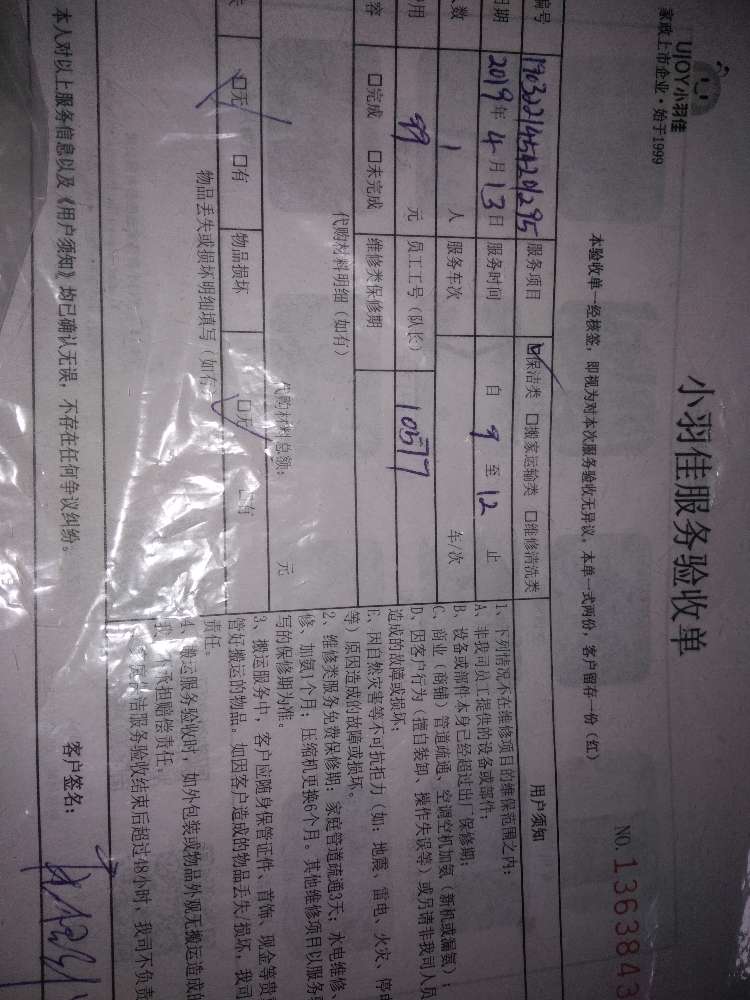 UJOY小羽佳
家政上市企业·始于1999
小羽佳服务验收单
NO.1363843
本验收单一经核签，即视为对本次服务验收无异议。本单一式两份，客户留存一份（红）
编号 服务项目 保洁类 □搬家运输类 □维修清洗类
日期 2019年4月13日 服务时间 自 9 至 12 止
人数 1 人 服务车次 车/次
费用 99 元 员工工号（队长） 10577
内容 □完成 □未完成 维修类保修期
代购材料明细（如有）
代购材料总额： 元
□无 □有 物品损坏 □无 □有
物品丢失或损坏明细填写（如有
用户须知
1、下列情况不在维修项目的维保范围之内：
A、非我司员工提供的设备或部件；
B、设备或部件本身已经超过出厂保修期；
C、商业（商铺）管道疏通、空调空机加氨（新机或漏氨）；
D、因客户行为（擅自装卸、操作失误等）或另请非我司人员
造成的故障或损坏；
E、因自然灾害等不可抗拒力（如：地震、雷电、火灾、停电
等）原因造成的故障或损坏。
2、维修类服务免费保修期：家庭管道疏通3天；水电维修、
修、加氨1个月；压缩机更换6个月。其他维修项目以服务
写的保修期为准。
3、搬运服务中，客户应随身保管证件、首饰、现金等贵
管好搬运的物品。如因客户造成的物品丢失/损坏，我司
责任。
4、搬运服务验收时，如外包装或物品外观无搬运造成的
不承担赔偿责任。
洁服务验收结束后超过48小时，我司不负责
本人对以上服务信息以及《用户须知》均已确认无误，不存在任何争议纠纷。 客户签名：